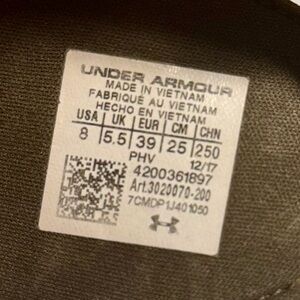 UNDER ARMOUR
MADE IN VIETNAM
FABRIQUÉ AU VIETNAM
HECHO EN VIETNAM
USA UK EUR CM CHN
8 5.5 39 25 250
PHV 12/17
4200361897
Art.3020070-200
7CMDP1J401050